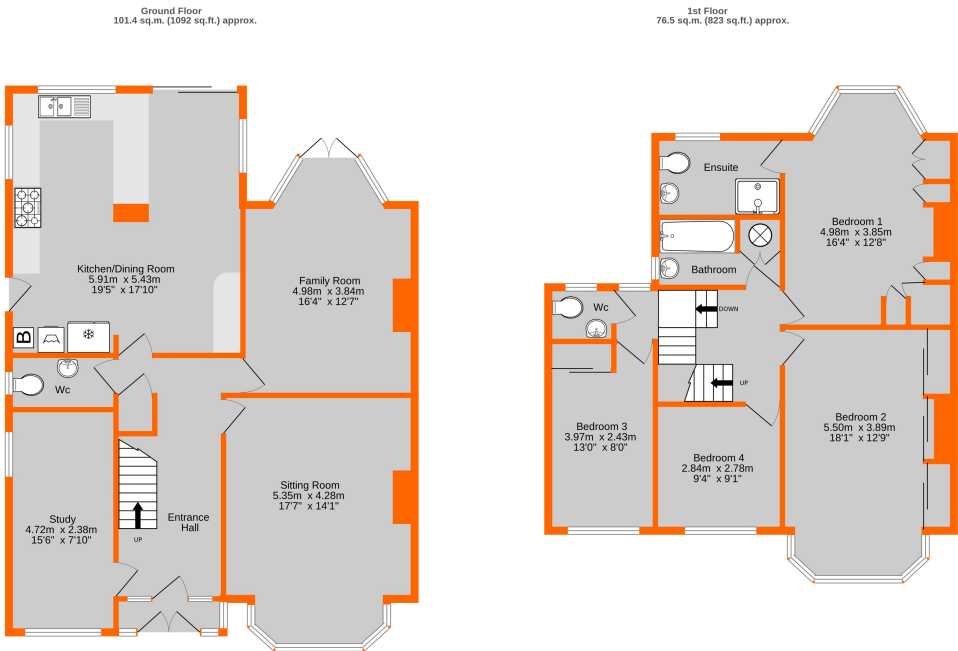 Ground Floor
101.4 sq.m. (1092 sq.ft.) approx.
Kitchen/Dining Room
5.91m x 5.43m
19'5" x 17'10"
Family Room
4.98m x 3.84m
16'4" x 12'7"
B
Wc
Sitting Room
5.35m x 4.28m
17'7" x 14'1"
Study
4.72m x 2.38m
15'6" x 7'10"
Entrance
Hall
UP
1st Floor
76.5 sq.m. (823 sq.ft.) approx.
Ensuite
Bedroom 1
4.98m x 3.85m
16'4" x 12'8"
Bathroom
Wc
DOWN
UP
Bedroom 2
5.50m x 3.89m
18'1" x 12'9"
Bedroom 3
3.97m x 2.43m
13'0" x 8'0"
Bedroom 4
2.84m x 2.78m
9'4" x 9'1"